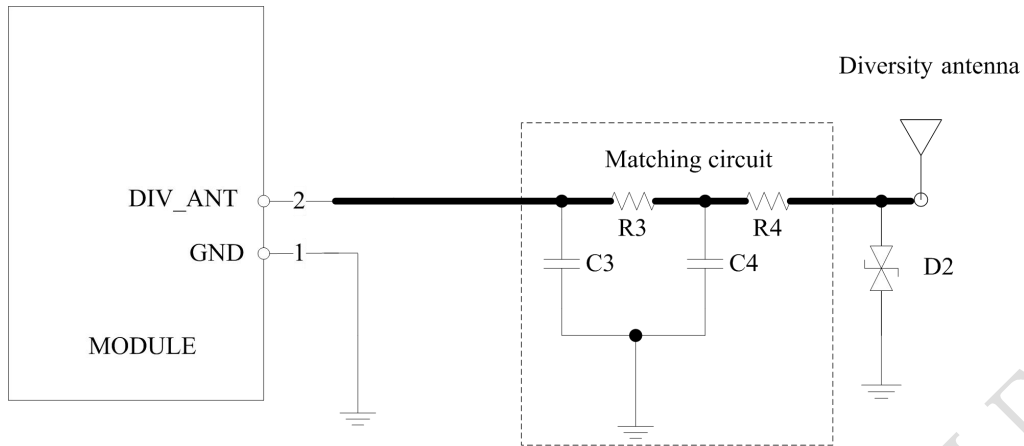 Diversity antenna
Matching circuit
DIV_ANT
2
R3
R4
GND
1
C3
C4
D2
MODULE